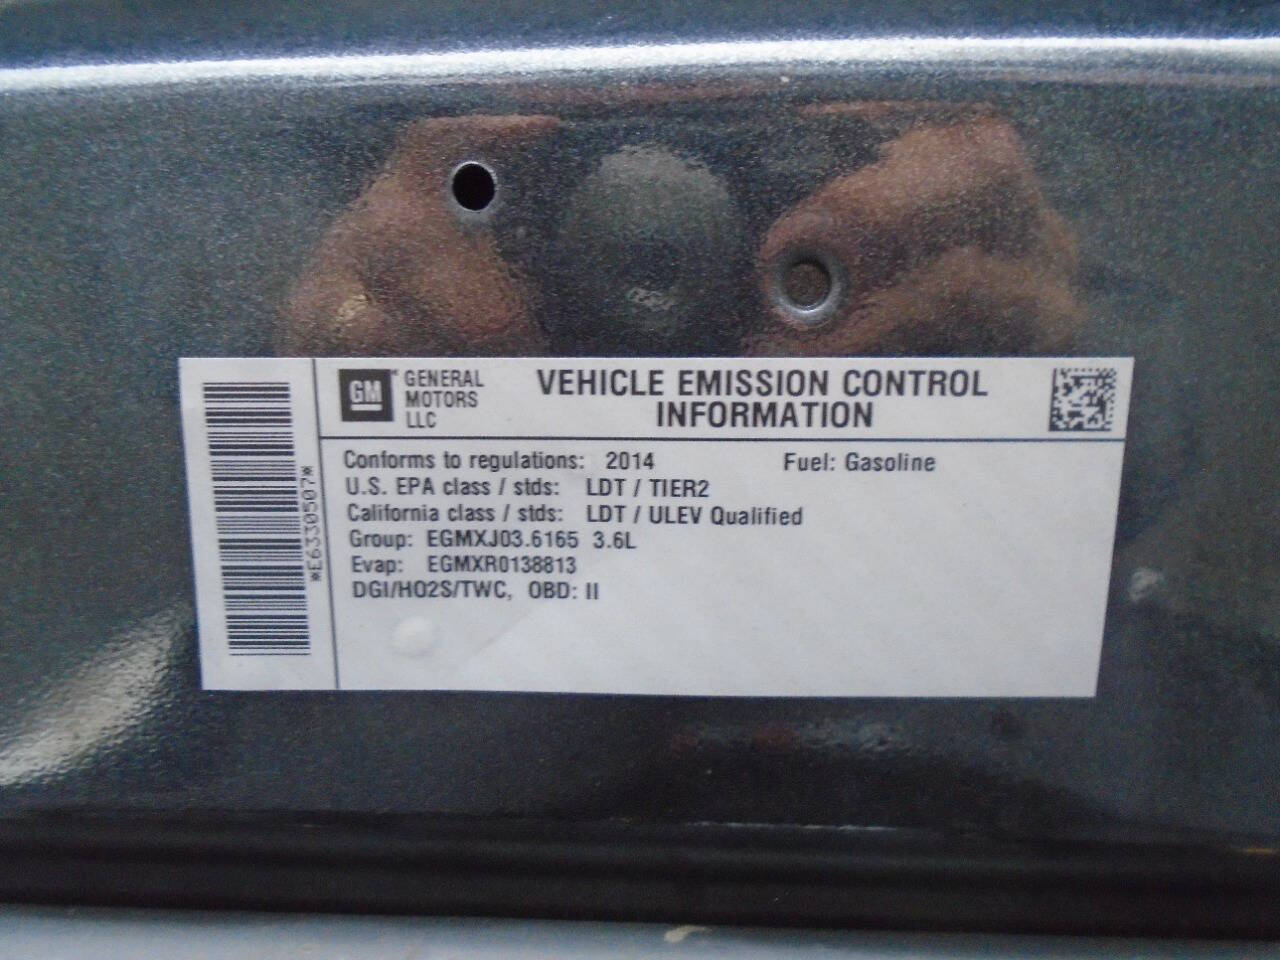 *E6330507*
GM
GENERAL
MOTORS
LLC
VEHICLE EMISSION CONTROL
INFORMATION
Conforms to regulations: 2014 Fuel: Gasoline
U.S. EPA class / stds: LDT / TIER2
California class / stds: LDT / ULEV Qualified
Group: EGMXJ03.6165 3.6L
Evap: EGMXR0138813
DGI/HO2S/TWC, OBD: II